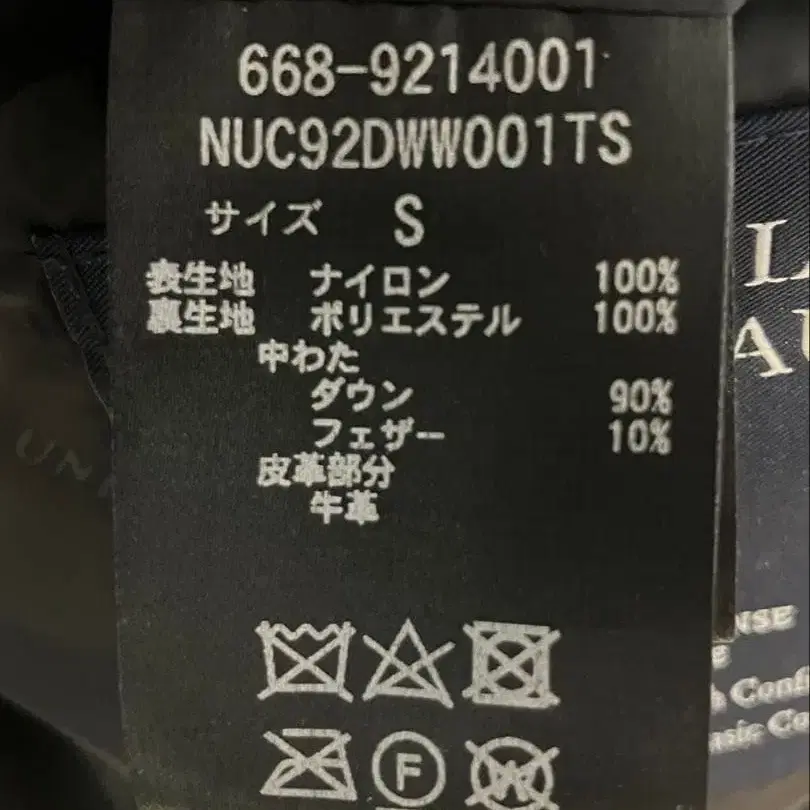 668-9214001
NUC92DWW001TS
サイズ S
表生地 ナイロン 100%
裏生地 ポリエステル 100%
中わた
ダウン 90%
フェザー 10%
皮革部分
牛革
F
W